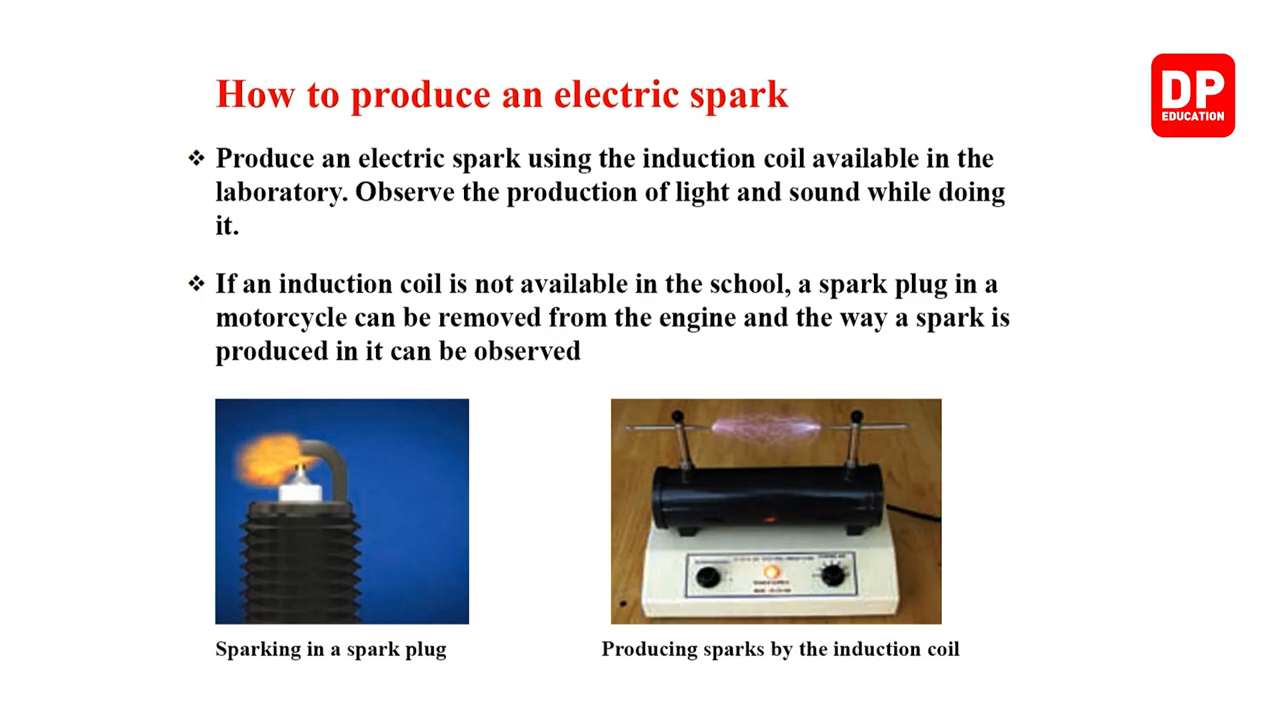 How to produce an electric spark
DP
EDUCATION
❖ Produce an electric spark using the induction coil available in the
laboratory. Observe the production of light and sound while doing
it.
❖ If an induction coil is not available in the school, a spark plug in a
motorcycle can be removed from the engine and the way a spark is
produced in it can be observed
Sparking in a spark plug
Producing sparks by the induction coil